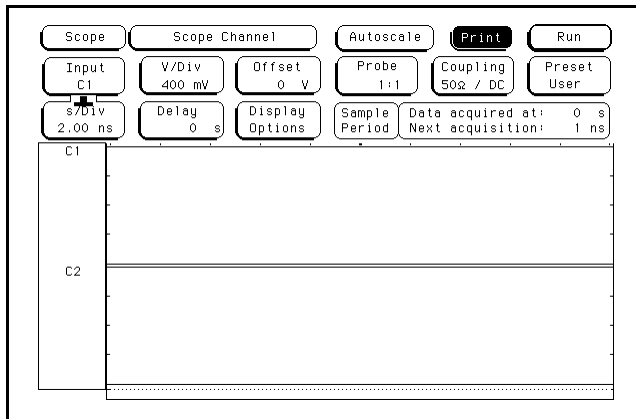 Scope Scope Channel Autoscale Print Run
Input V/Div Offset Probe Coupling Preset
C1 400 mV 0 V 1:1 50Ω / DC User
s/Div Delay Display Sample Data acquired at: 0 s
2.00 ns 0 s Options Period Next acquisition: 1 ns
C1
C2